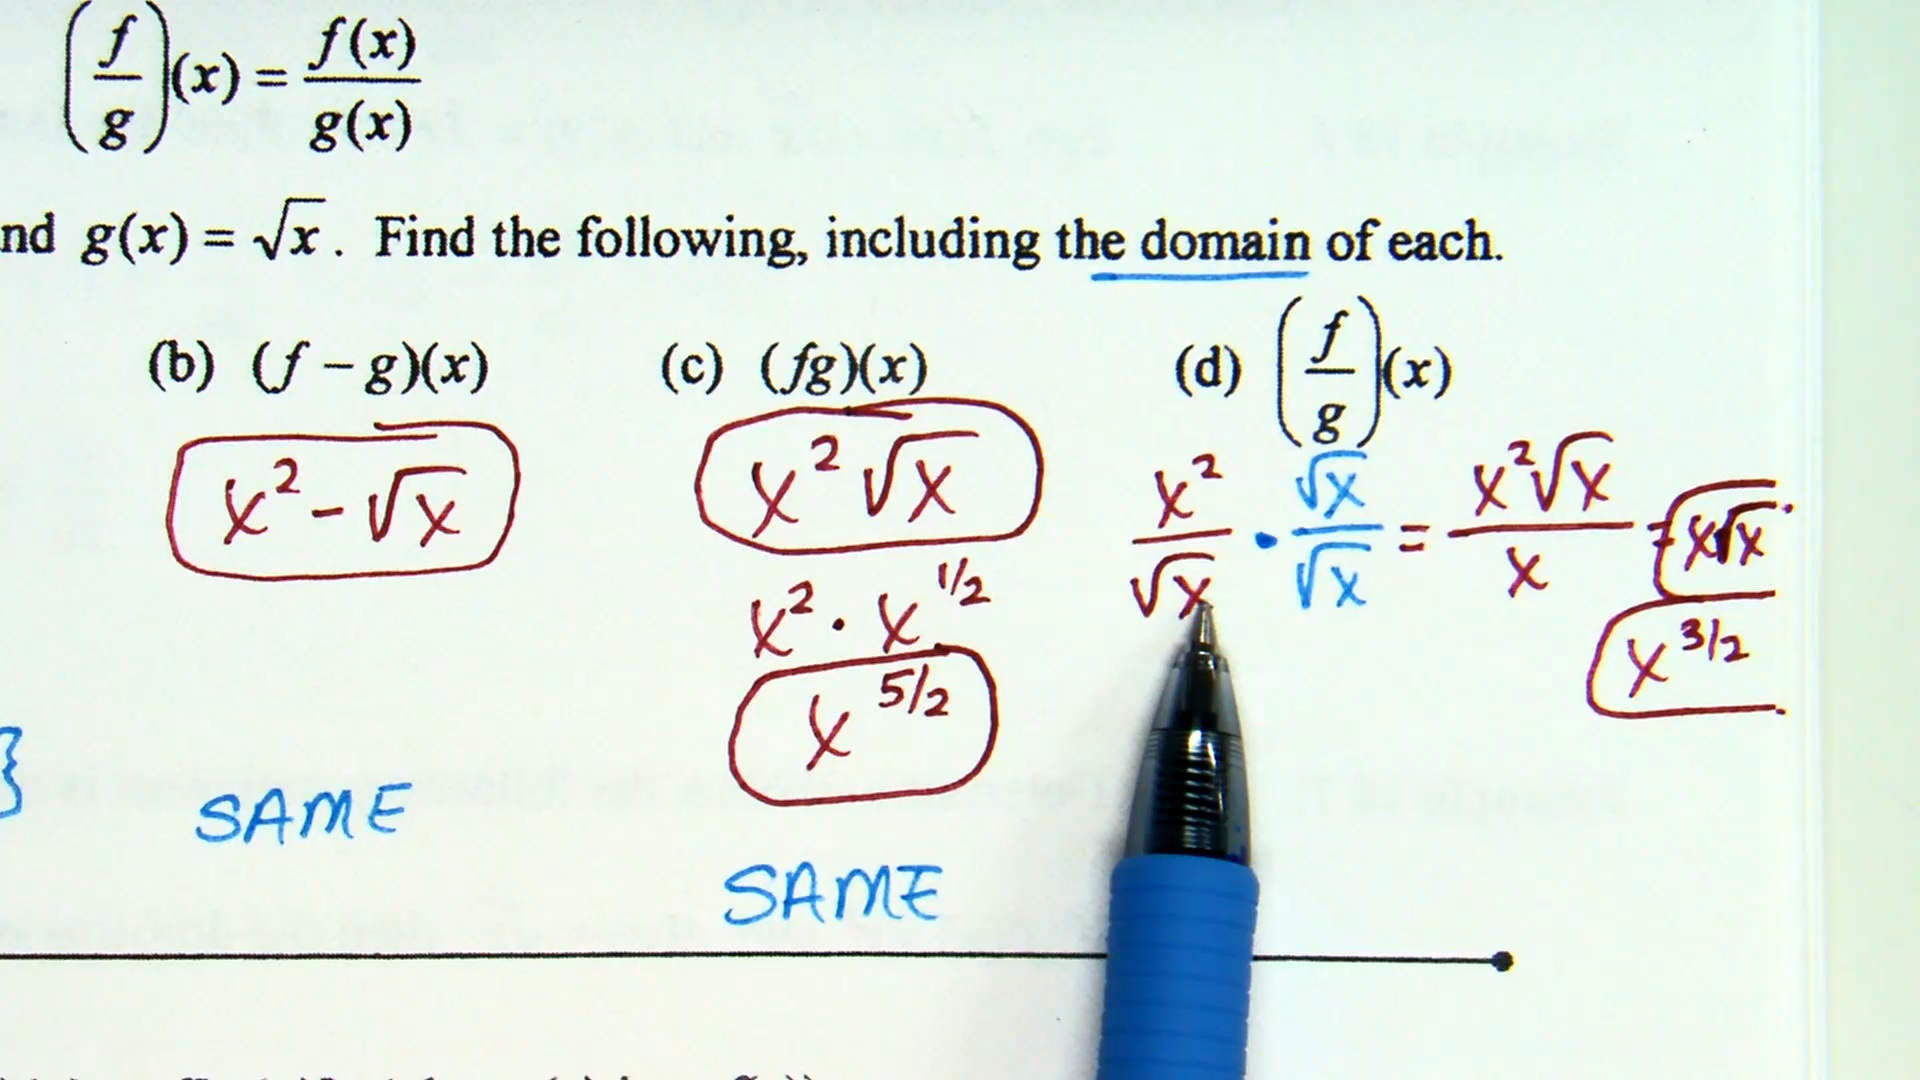 (f/g)(x) = f(x)/g(x)
nd g(x) = √x. Find the following, including the domain of each.
(b) (f − g)(x) (c) (fg)(x) (d) (f/g)(x)
x² − √x
x² √x
x² · x^1/2
x^5/2
x²/√x · √x/√x = x²√x/x = x√x
x^3/2
}
SAME
SAME